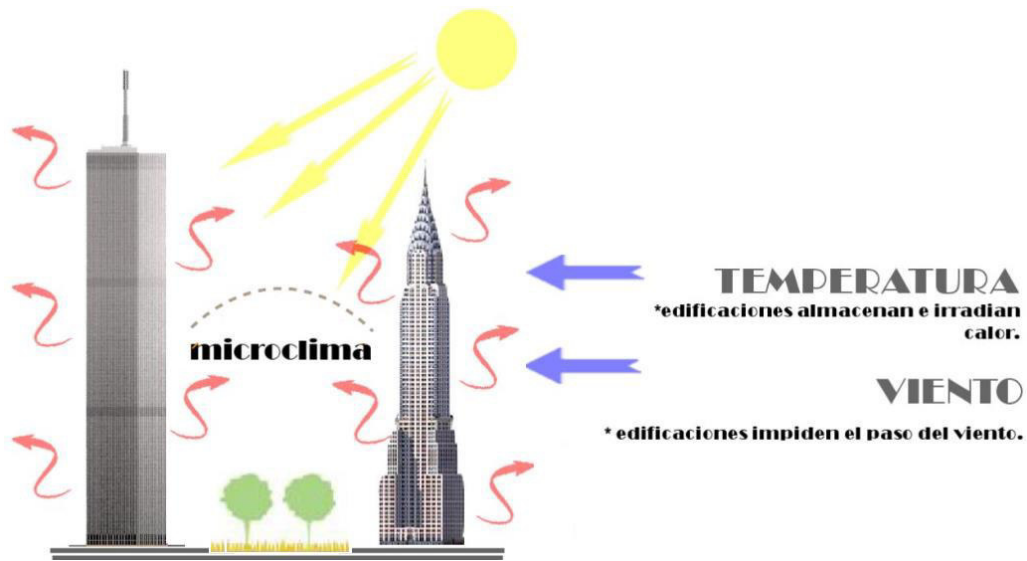 microclima
TEMPERATURA
*edificaciones almacenan e irradian
calor.
VIENTO
* edificaciones impiden el paso del viento.